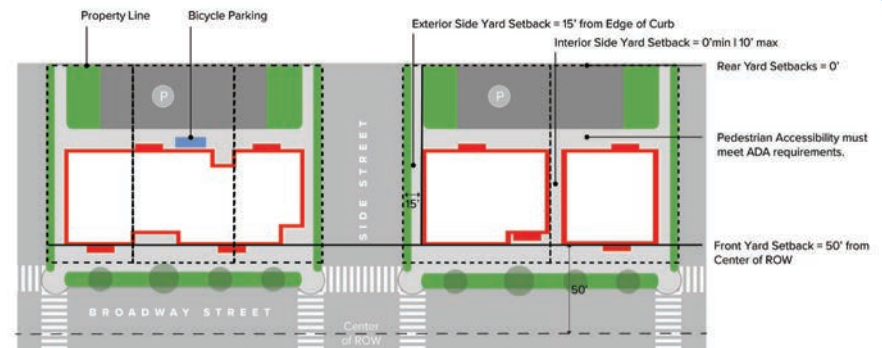 Property Line
Bicycle Parking
Exterior Side Yard Setback = 15' from Edge of Curb
Interior Side Yard Setback = 0'min I 10' max
Rear Yard Setbacks = 0'
P
P
SIDE STREET
Pedestrian Accessibility must
meet ADA requirements.
15'
Front Yard Setback = 50' from
Center of ROW
50'
BROADWAY STREET
Center
of ROW